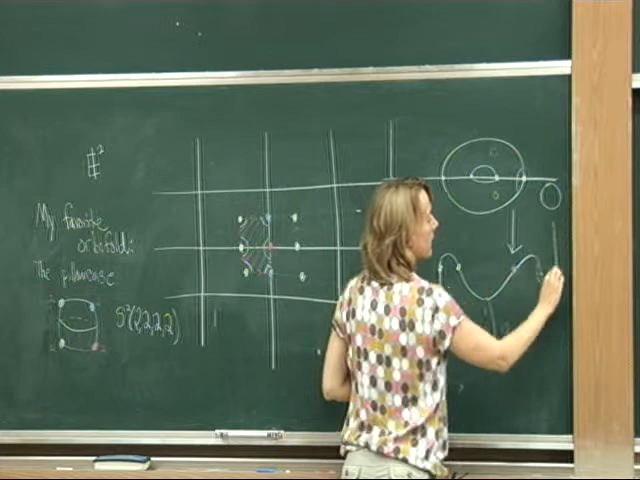 E²
My favorite
orbifold:
The pillowcase
S²(2,2,2,2)